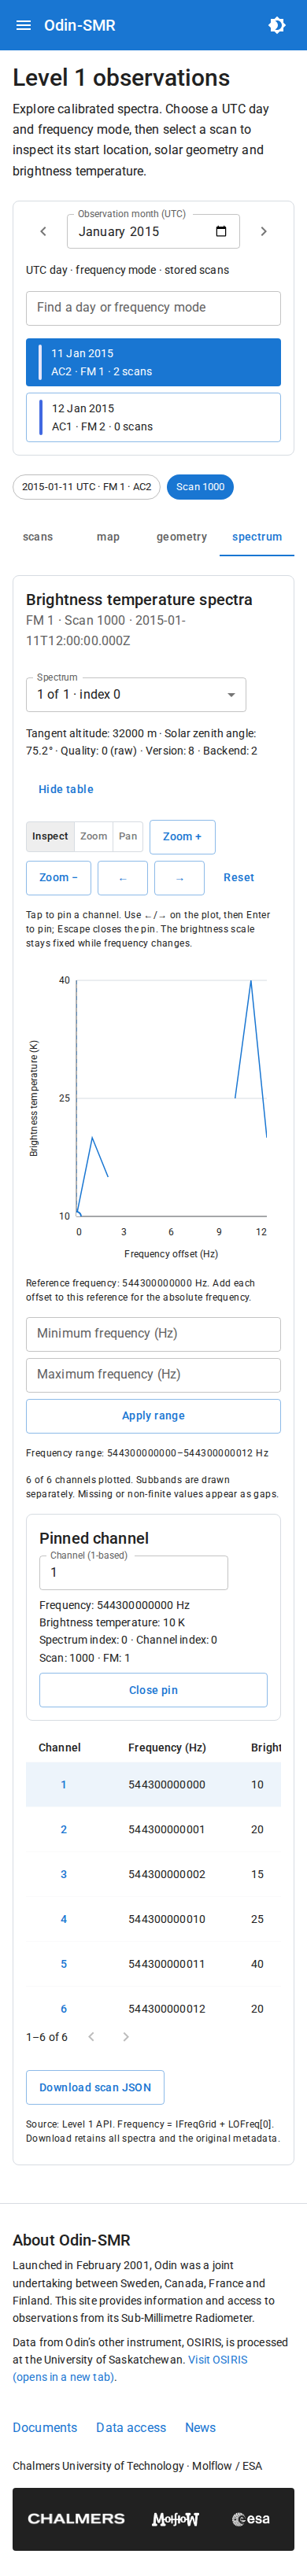 Odin-SMR
Level 1 observations
Explore calibrated spectra. Choose a UTC day
and frequency mode, then select a scan to
inspect its start location, solar geometry and
brightness temperature.
Observation month (UTC)
January 2015
UTC day · frequency mode · stored scans
Find a day or frequency mode
11 Jan 2015
AC2 · FM 1 · 2 scans
12 Jan 2015
AC1 · FM 2 · 0 scans
2015-01-11 UTC · FM 1 · AC2
Scan 1000
scans
map
geometry
spectrum
Brightness temperature spectra
FM 1 · Scan 1000 · 2015-01-
11T12:00:00.000Z
Spectrum
1 of 1 · index 0
Tangent altitude: 32000 m · Solar zenith angle:
75.2° · Quality: 0 (raw) · Version: 8 · Backend: 2
Hide table
Inspect
Zoom
Pan
Zoom +
Zoom −
←
→
Reset
Tap to pin a channel. Use ←/→ on the plot, then Enter
to pin; Escape closes the pin. The brightness scale
stays fixed while frequency changes.
40
25
10
Brightness temperature (K)
0
3
6
9
12
Frequency offset (Hz)
Reference frequency: 544300000000 Hz. Add each
offset to this reference for the absolute frequency.
Minimum frequency (Hz)
Maximum frequency (Hz)
Apply range
Frequency range: 544300000000–544300000012 Hz
6 of 6 channels plotted. Subbands are drawn
separately. Missing or non-finite values appear as gaps.
Pinned channel
Channel (1-based)
1
Frequency: 544300000000 Hz
Brightness temperature: 10 K
Spectrum index: 0 · Channel index: 0
Scan: 1000 · FM: 1
Close pin
Channel Frequency (Hz) Bright
1 544300000000 10
2 544300000001 20
3 544300000002 15
4 544300000010 25
5 544300000011 40
6 544300000012 20
1–6 of 6
Download scan JSON
Source: Level 1 API. Frequency = IFreqGrid + LOFreq[0].
Download retains all spectra and the original metadata.
About Odin-SMR
Launched in February 2001, Odin was a joint
undertaking between Sweden, Canada, France and
Finland. This site provides information and access to
observations from its Sub-Millimetre Radiometer.
Data from Odin's other instrument, OSIRIS, is processed
at the University of Saskatchewan. Visit OSIRIS
(opens in a new tab).
Documents
Data access
News
Chalmers University of Technology · Molflow / ESA
CHALMERS
Molflow
esa